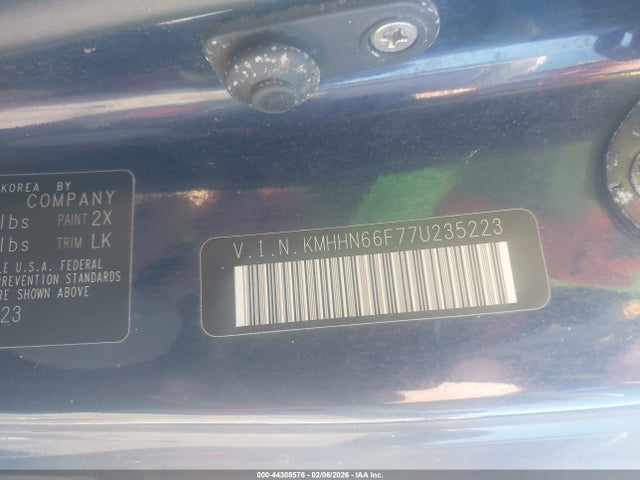 KOREA BY
COMPANY
lbs PAINT 2X
lbs TRIM LK
LE U.S.A. FEDERAL
PREVENTION STANDARDS
RE SHOWN ABOVE
23
V.I.N. KMHHN66F77U235223
000-44308576 | 02/06/2026 | IAA Inc.